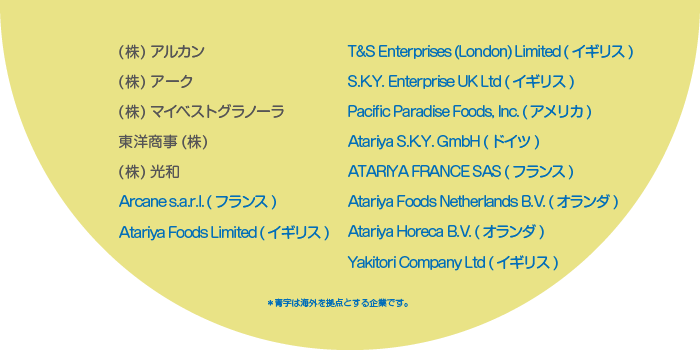 (株) アルカン
(株) アーク
(株) マイベストグラノーラ
東洋商事 (株)
(株) 光和
Arcane s.a.r.l. ( フランス )
Atariya Foods Limited ( イギリス )
T&S Enterprises (London) Limited ( イギリス )
S.K.Y. Enterprise UK Ltd ( イギリス )
Pacific Paradise Foods, Inc. ( アメリカ )
Atariya S.K.Y. GmbH ( ドイツ )
ATARIYA FRANCE SAS ( フランス )
Atariya Foods Netherlands B.V. ( オランダ )
Atariya Horeca B.V. ( オランダ )
Yakitori Company Ltd ( イギリス )
＊青字は海外を拠点とする企業です。